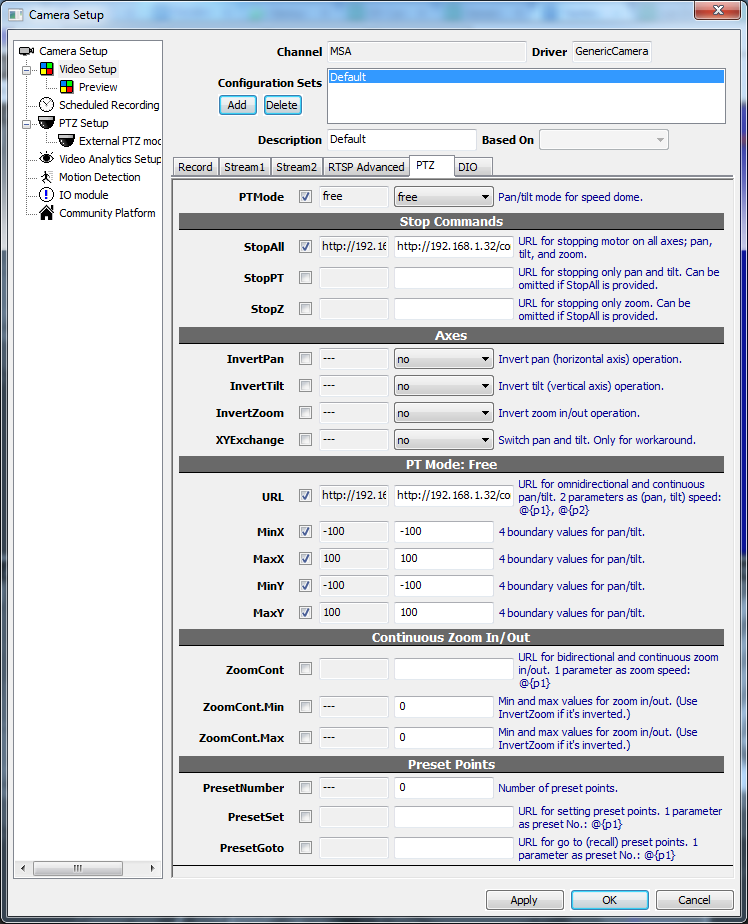 Camera Setup
Camera Setup
Video Setup
Preview
Scheduled Recording
PTZ Setup
External PTZ mod
Video Analytics Setup
Motion Detection
IO module
Community Platform
Channel MSA Driver GenericCamera
Configuration Sets Default
Add Delete
Description Default Based On
Record Stream1 Stream2 RTSP Advanced PTZ DIO
PTMode free free Pan/tilt mode for speed dome.
Stop Commands
StopAll http://192.16 http://192.168.1.32/co URL for stopping motor on all axes; pan,
tilt, and zoom.
StopPT URL for stopping only pan and tilt. Can be
omitted if StopAll is provided.
StopZ URL for stopping only zoom. Can be
omitted if StopAll is provided.
Axes
InvertPan --- no Invert pan (horizontal axis) operation.
InvertTilt --- no Invert tilt (vertical axis) operation.
InvertZoom --- no Invert zoom in/out operation.
XYExchange --- no Switch pan and tilt. Only for workaround.
PT Mode: Free
URL http://192.16 http://192.168.1.32/co URL for omnidirectional and continuous
pan/tilt. 2 parameters as (pan, tilt) speed:
@{p1}, @{p2}
MinX -100 -100 4 boundary values for pan/tilt.
MaxX 100 100 4 boundary values for pan/tilt.
MinY -100 -100 4 boundary values for pan/tilt.
MaxY 100 100 4 boundary values for pan/tilt.
Continuous Zoom In/Out
ZoomCont URL for bidirectional and continuous zoom
in/out. 1 parameter as zoom speed:
@{p1}
ZoomCont.Min --- 0 Min and max values for zoom in/out. (Use
InvertZoom if it's inverted.)
ZoomCont.Max --- 0 Min and max values for zoom in/out. (Use
InvertZoom if it's inverted.)
Preset Points
PresetNumber --- 0 Number of preset points.
PresetSet URL for setting preset points. 1 parameter
as preset No.: @{p1}
PresetGoto URL for go to (recall) preset points. 1
parameter as preset No.: @{p1}
Apply OK Cancel